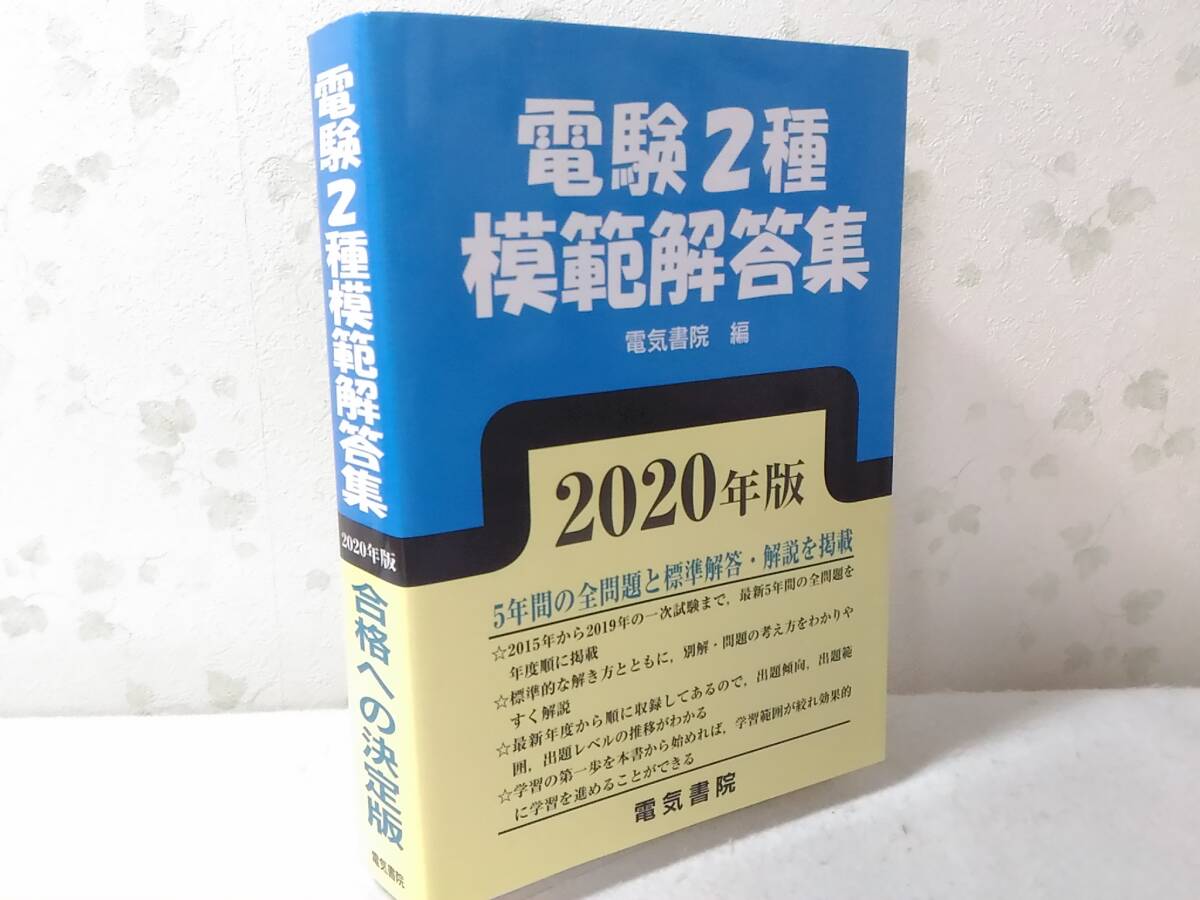 電験2種模範解答集
2020年版
合格への決定版
電気書院
電験2種
模範解答集
電気書院 編
2020年版
5年間の全問題と標準解答・解説を掲載
☆2015年から2019年の一次試験まで，最新5年間の全問題を
年度順に掲載
☆標準的な解き方とともに，別解・問題の考え方をわかりや
すく解説
☆最新年度から順に収録してあるので，出題傾向，出題範
囲，出題レベルの推移がわかる
☆学習の第一歩を本書から始めれば，学習範囲が絞れ効果的
に学習を進めることができる
電気書院